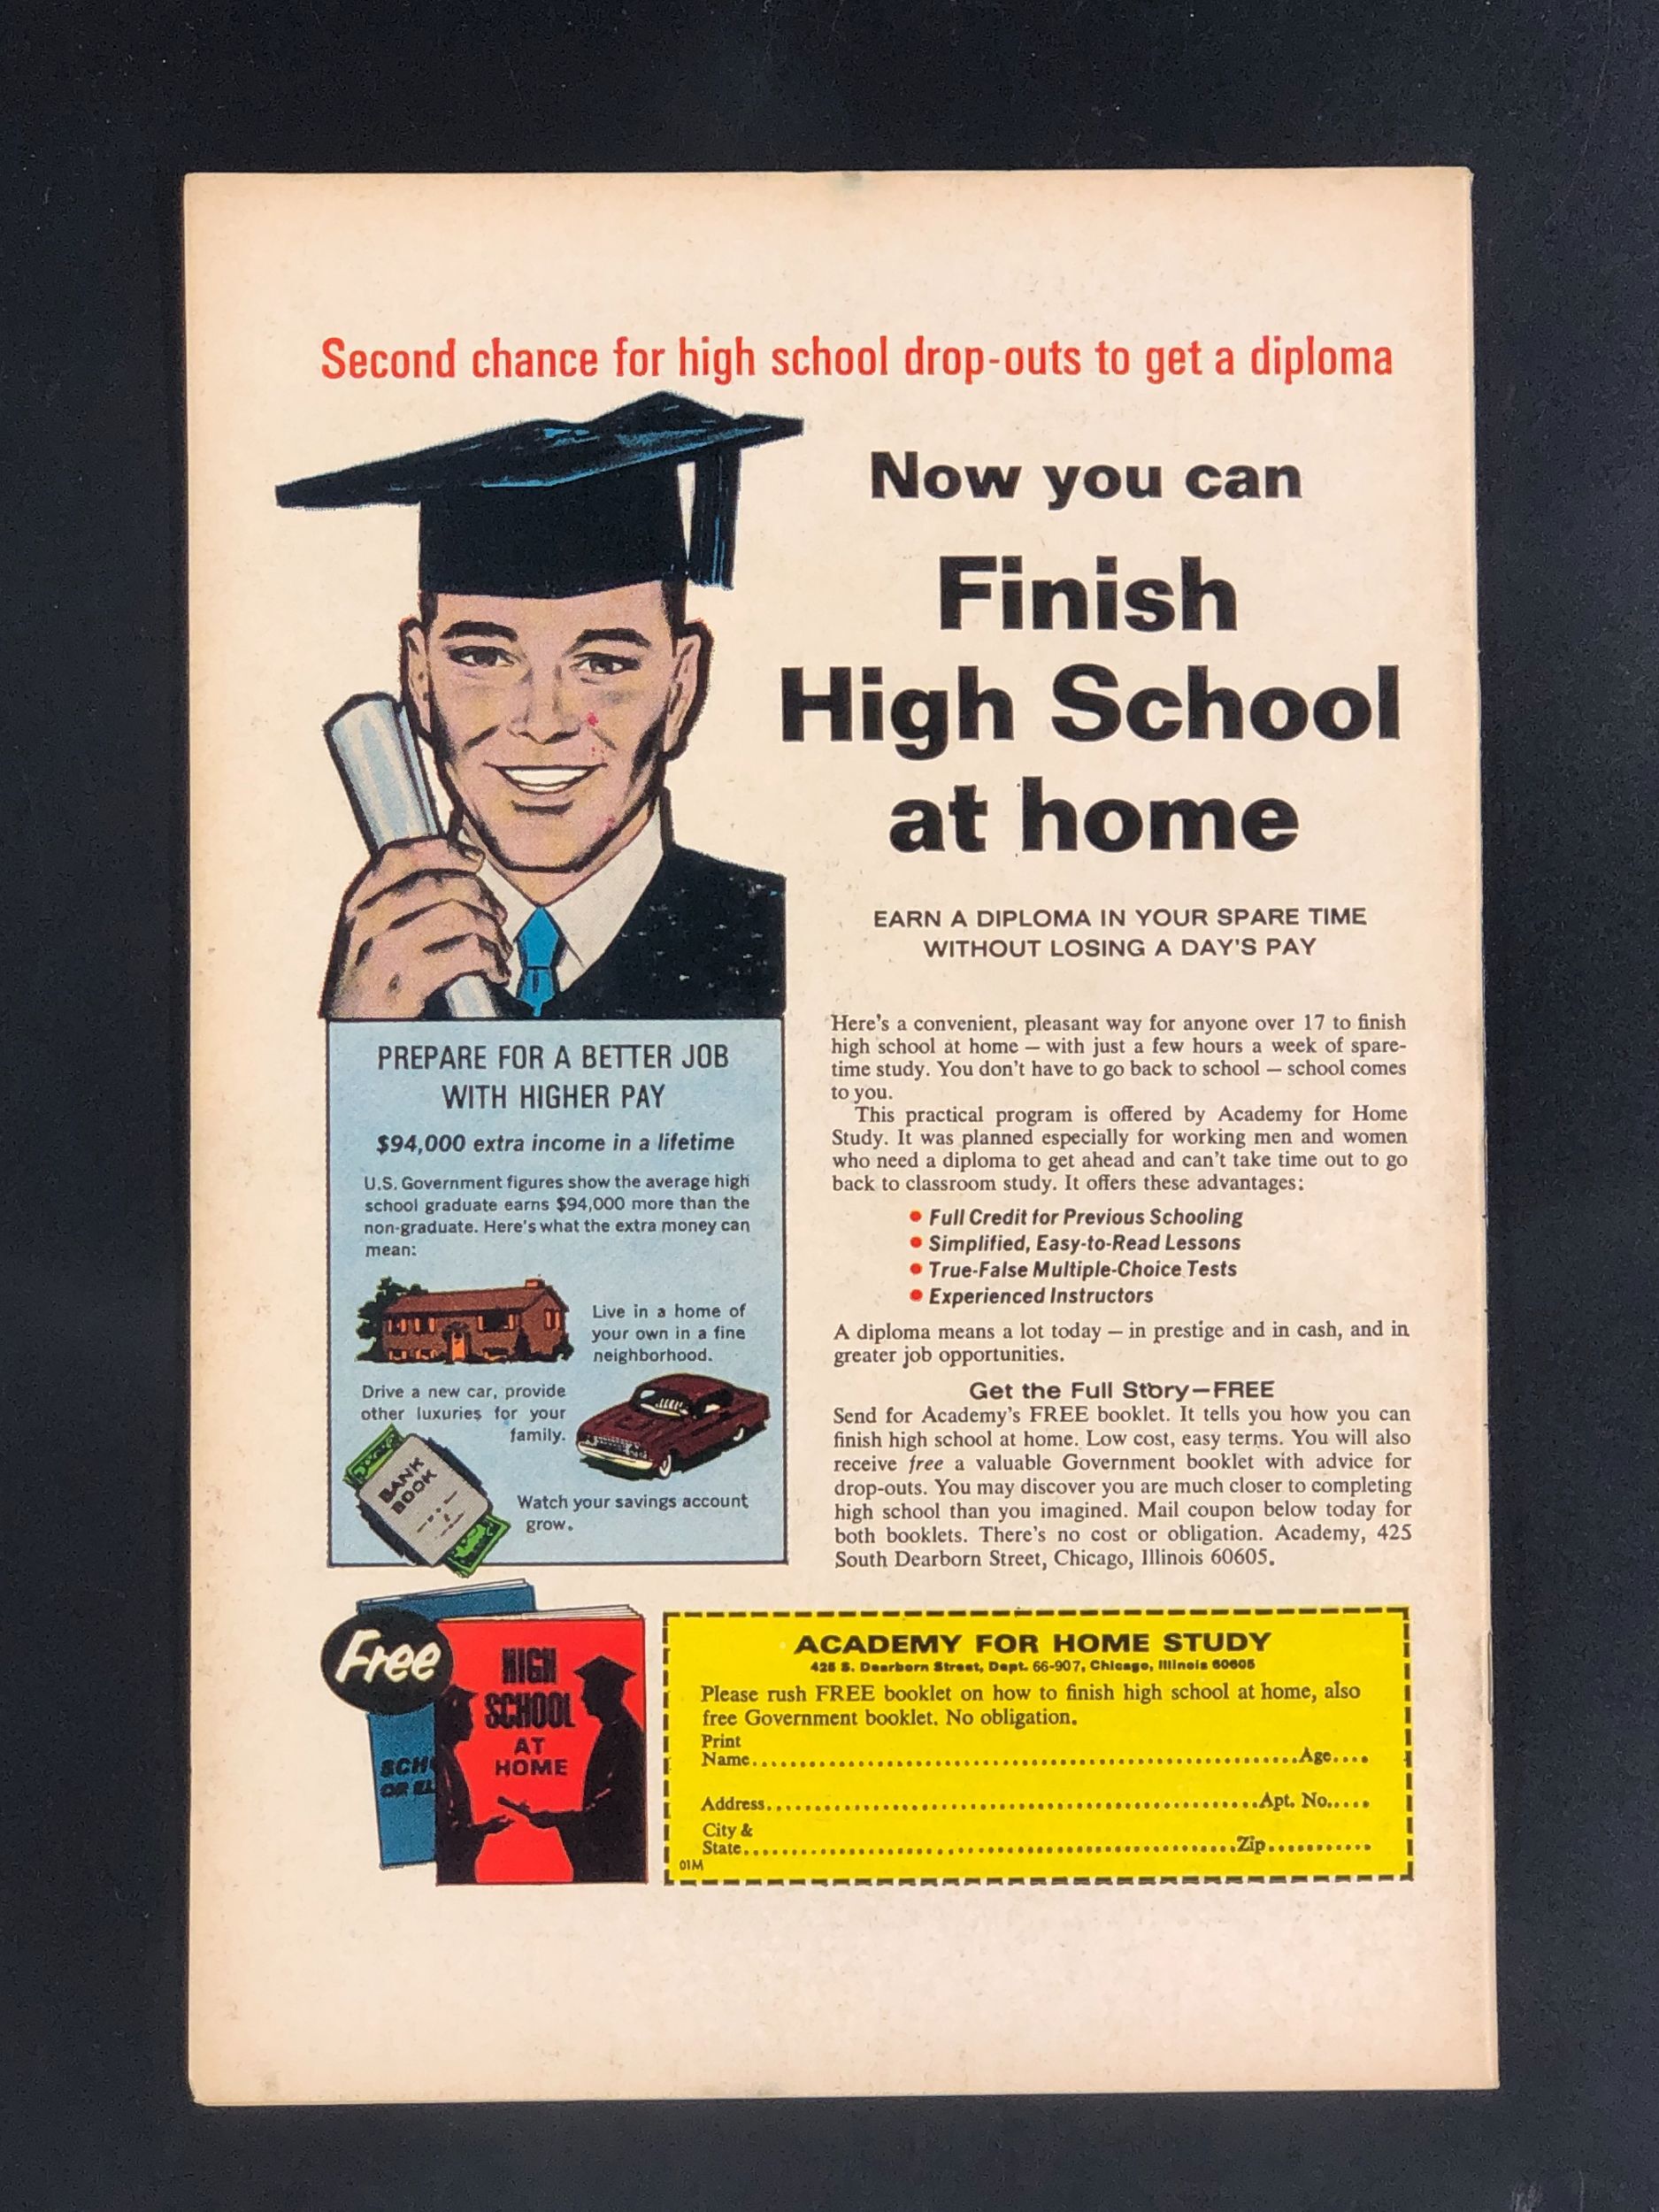 Second chance for high school drop-outs to get a diploma
Now you can
Finish
High School
at home
EARN A DIPLOMA IN YOUR SPARE TIME
WITHOUT LOSING A DAY'S PAY
Here's a convenient, pleasant way for anyone over 17 to finish
high school at home — with just a few hours a week of spare-
time study. You don't have to go back to school — school comes
to you.
This practical program is offered by Academy for Home
Study. It was planned especially for working men and women
who need a diploma to get ahead and can't take time out to go
back to classroom study. It offers these advantages:
• Full Credit for Previous Schooling
• Simplified, Easy-to-Read Lessons
• True-False Multiple-Choice Tests
• Experienced Instructors
A diploma means a lot today — in prestige and in cash, and in
greater job opportunities.
Get the Full Story—FREE
Send for Academy's FREE booklet. It tells you how you can
finish high school at home. Low cost, easy terms. You will also
receive free a valuable Government booklet with advice for
drop-outs. You may discover you are much closer to completing
high school than you imagined. Mail coupon below today for
both booklets. There's no cost or obligation. Academy, 425
South Dearborn Street, Chicago, Illinois 60605.
PREPARE FOR A BETTER JOB
WITH HIGHER PAY
$94,000 extra income in a lifetime
U.S. Government figures show the average high
school graduate earns $94,000 more than the
non-graduate. Here's what the extra money can
mean:
Live in a home of
your own in a fine
neighborhood.
Drive a new car, provide
other luxuries for your
family.
BANK
BOOK
Watch your savings account
grow.
Free
SCH
OR EL
HIGH
SCHOOL
AT
HOME
ACADEMY FOR HOME STUDY
425 S. Dearborn Street, Dept. 66-907, Chicago, Illinois 60605
Please rush FREE booklet on how to finish high school at home, also
free Government booklet. No obligation.
Print
Name.......................................................Age....
Address..................................................Apt. No.....
City &
State..................................................Zip...........
01M